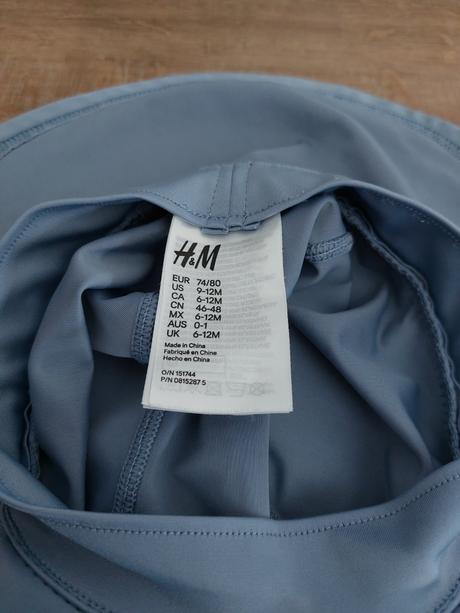 H&M
EUR 74/80
US 9-12M
CA 6-12M
CN 46-48
MX 6-12M
AUS 0-1
UK 6-12M
Made in China
Fabriqué en Chine
Hecho en China
O/N 151744
P/N 0815287 5